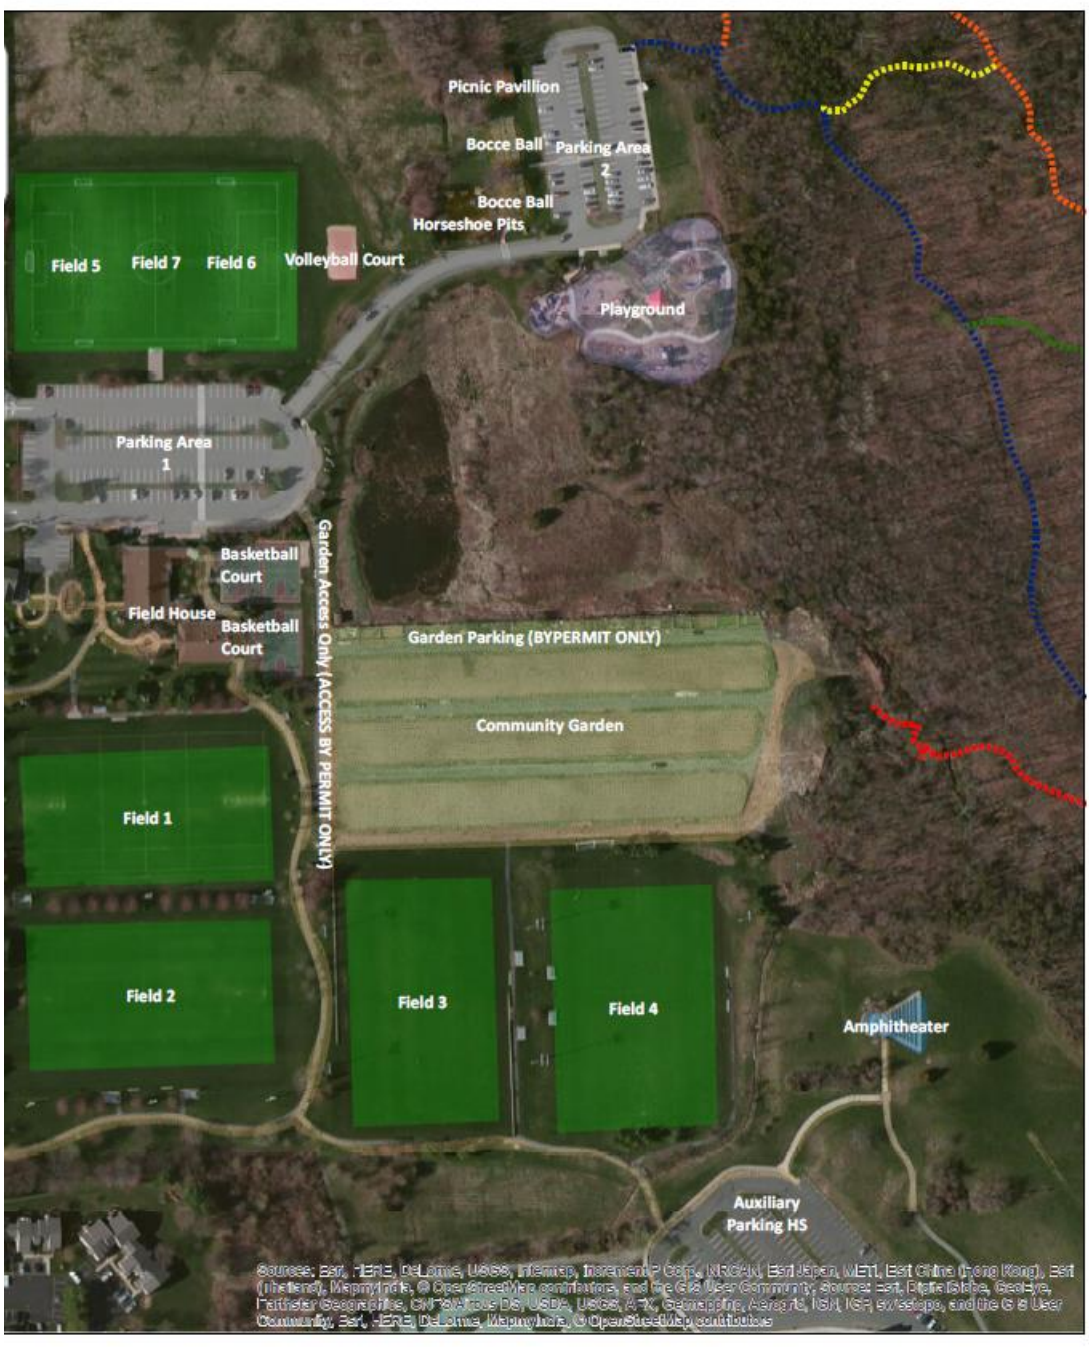 Picnic Pavillion
Bocce Ball
Parking Area
2
Bocce Ball
Horseshoe Pits
Volleyball Court
Field 5
Field 7
Field 6
Playground
Parking Area
1
Garden Access Only (ACCESS BY PERMIT ONLY)
Basketball
Court
Field House
Basketball
Court
Garden Parking (BYPERMIT ONLY)
Community Garden
Field 1
Field 2
Field 3
Field 4
Amphitheater
Auxiliary
Parking HS
Sources: Esri, HERE, DeLorme, USGS, Intermap, increment P Corp., NRCAN, Esri Japan, METI, Esri China (Hong Kong), Esri
(Thailand), MapmyIndia, © OpenStreetMap contributors, and the GIS User Community, Source: Esri, DigitalGlobe, GeoEye,
Earthstar Geographics, CNES/Airbus DS, USDA, USGS, AEX, Getmapping, Aerogrid, IGN, IGP, swisstopo, and the GIS User
Community, Esri, HERE, DeLorme, MapmyIndia, © OpenStreetMap contributors